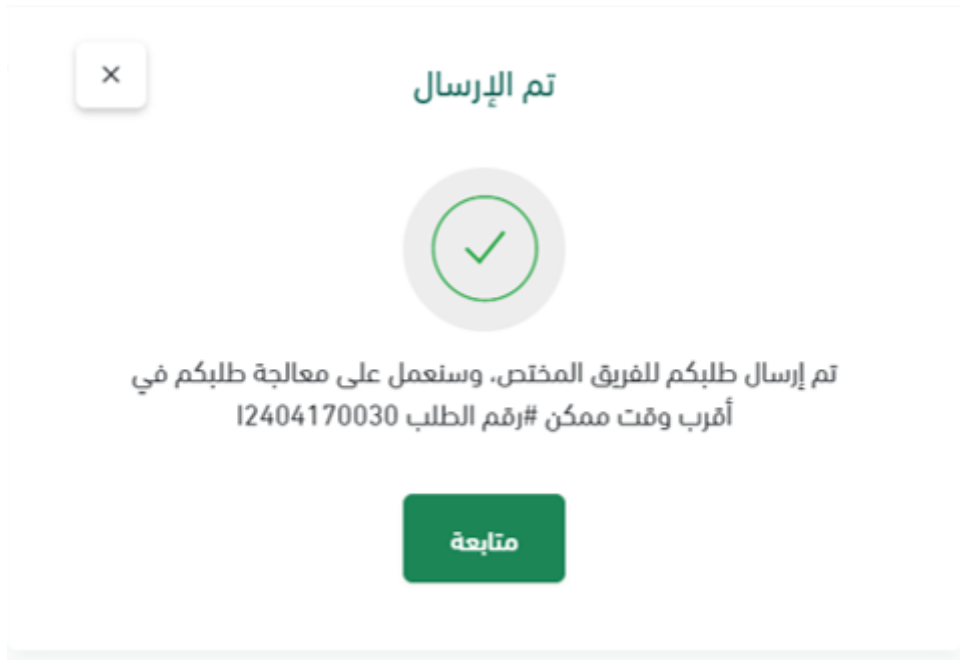 تم الإرسال
تم إرسال طلبكم للفريق المختص، وسنعمل على معالجة طلبكم في
أقرب وقت ممكن #رقم الطلب I2404170030
متابعة